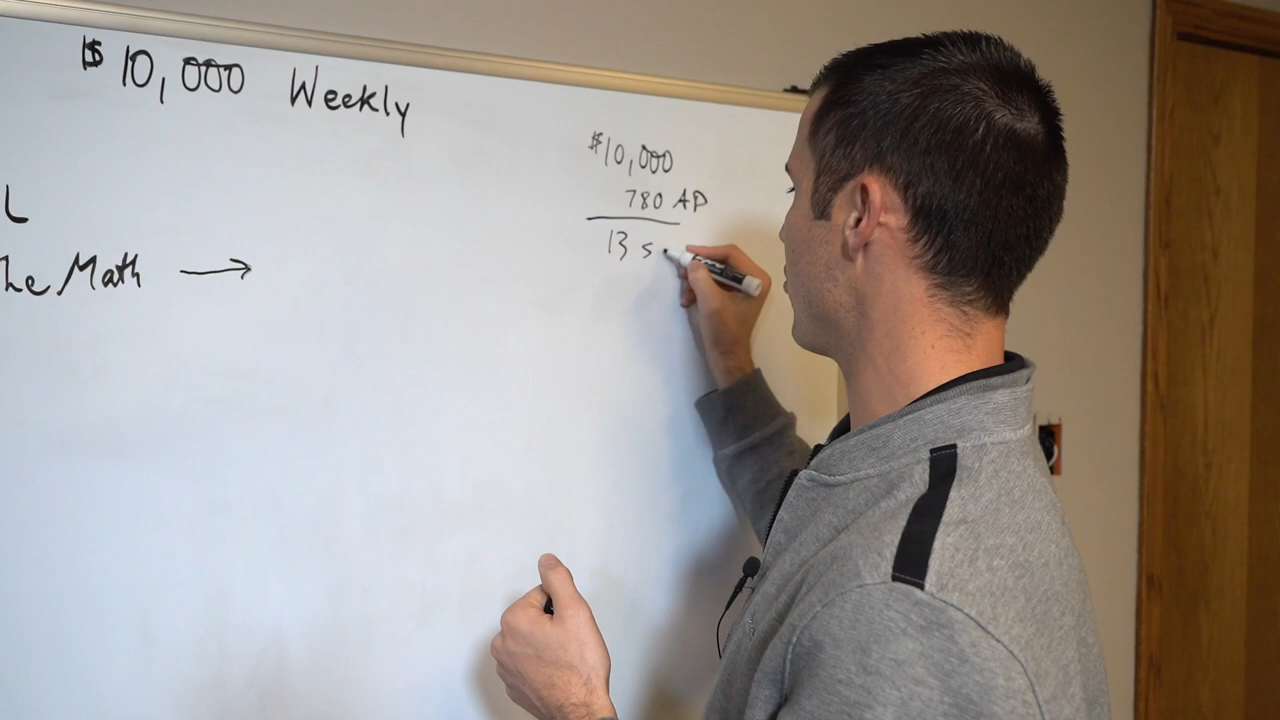 $10,000 Weekly
$10,000
780 AP
13 s
L
he Math →